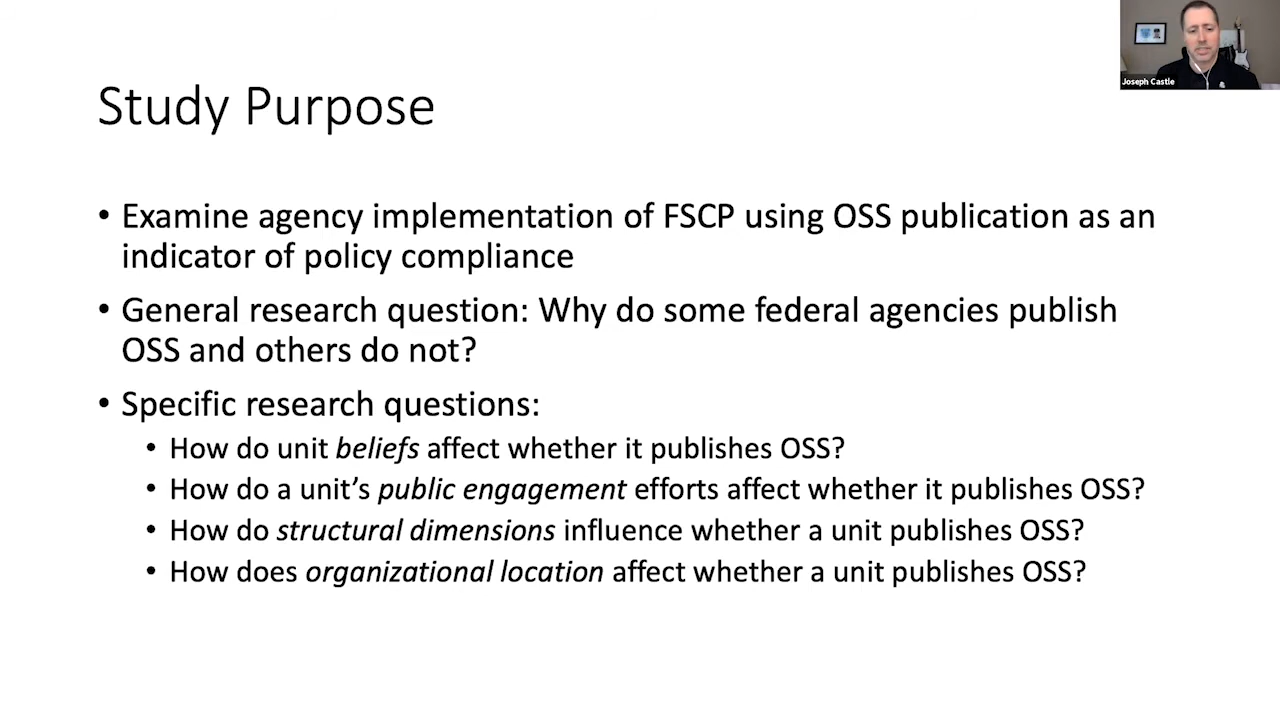 Joseph Castle
Study Purpose
• Examine agency implementation of FSCP using OSS publication as an
indicator of policy compliance
• General research question: Why do some federal agencies publish
OSS and others do not?
• Specific research questions:
• How do unit beliefs affect whether it publishes OSS?
• How do a unit’s public engagement efforts affect whether it publishes OSS?
• How do structural dimensions influence whether a unit publishes OSS?
• How does organizational location affect whether a unit publishes OSS?